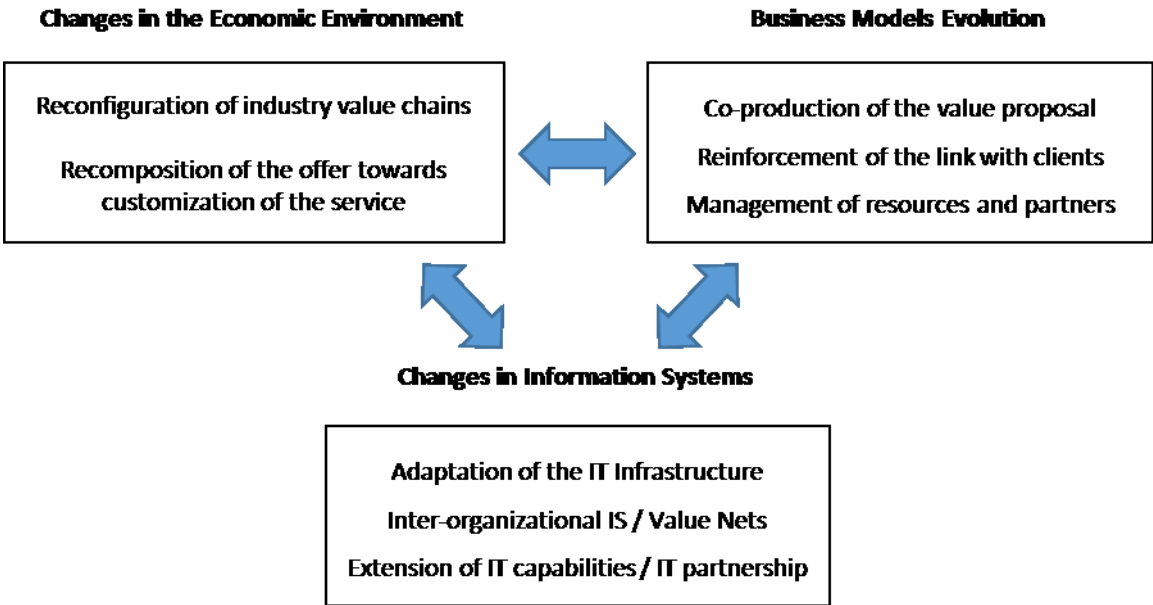 Changes in the Economic Environment
Reconfiguration of industry value chains
Recomposition of the offer towards
customization of the service
Business Models Evolution
Co-production of the value proposal
Reinforcement of the link with clients
Management of resources and partners
Changes in Information Systems
Adaptation of the IT Infrastructure
Inter-organizational IS / Value Nets
Extension of IT capabilities / IT partnership